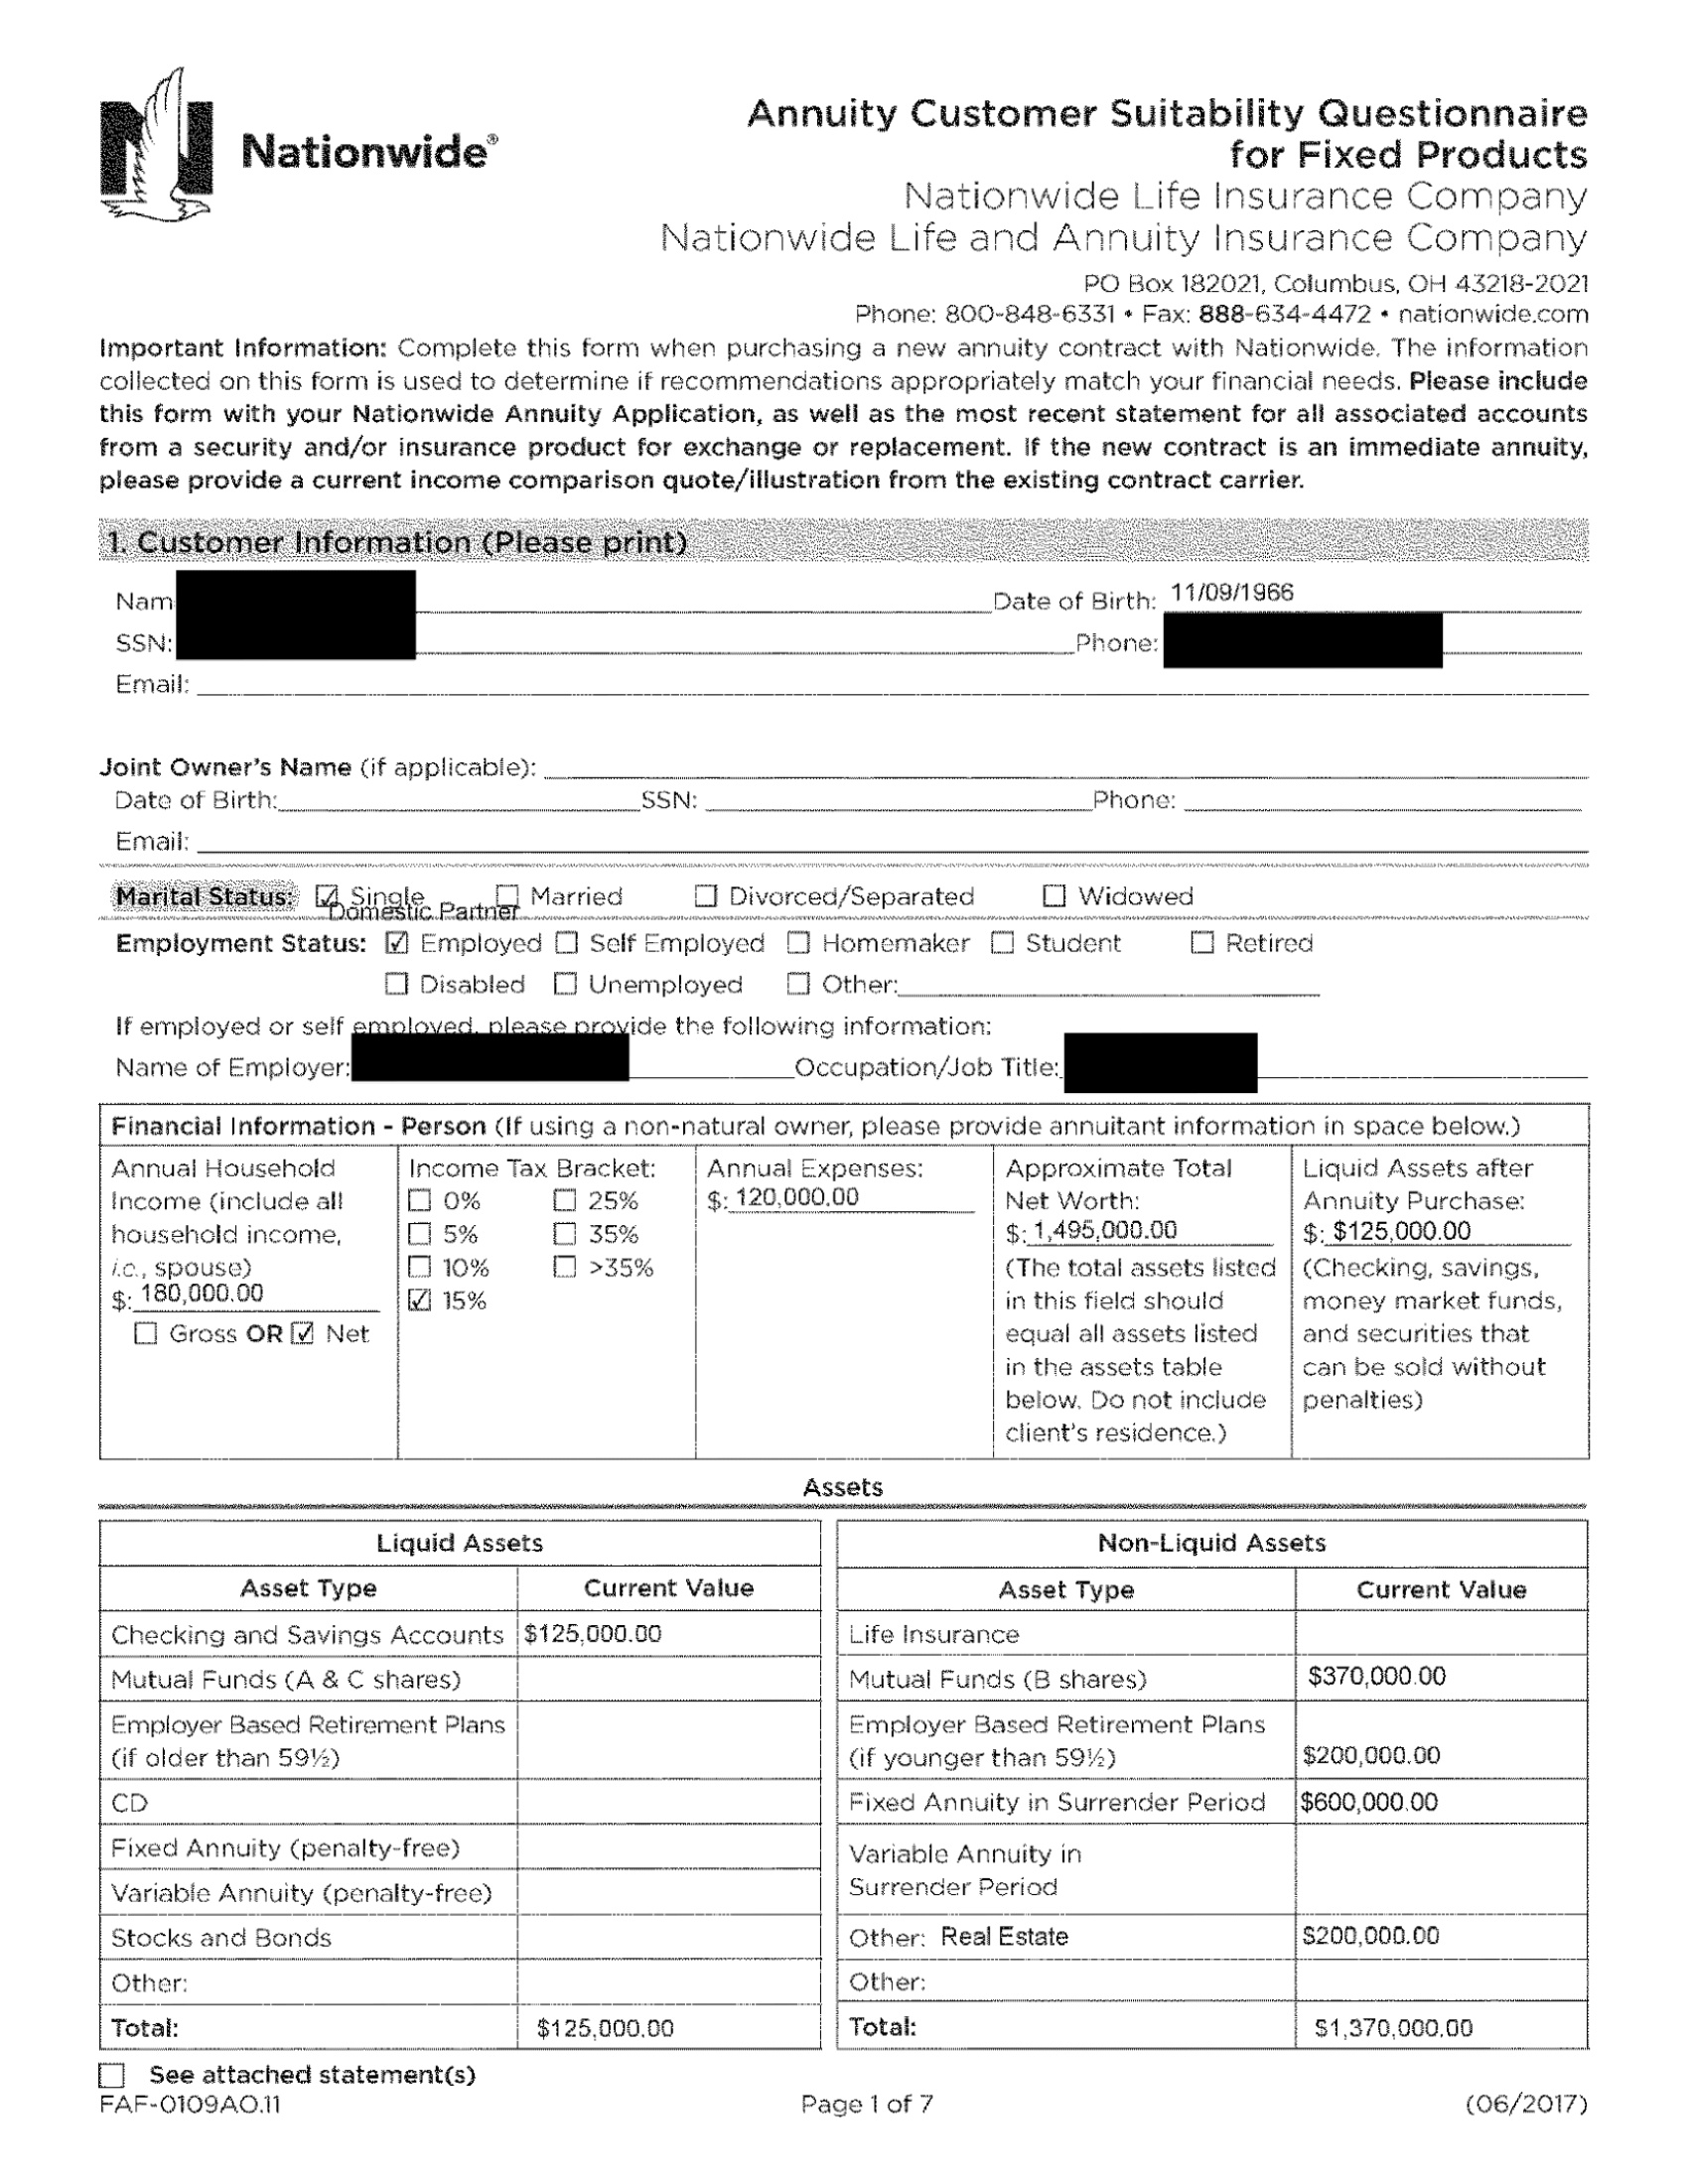 Nationwide®
Annuity Customer Suitability Questionnaire
for Fixed Products
Nationwide Life Insurance Company
Nationwide Life and Annuity Insurance Company
PO Box 182021, Columbus, OH 43218-2021
Phone: 800-848-6331 • Fax: 888-634-4472 • nationwide.com
Important Information: Complete this form when purchasing a new annuity contract with Nationwide. The information
collected on this form is used to determine if recommendations appropriately match your financial needs. Please include
this form with your Nationwide Annuity Application, as well as the most recent statement for all associated accounts
from a security and/or insurance product for exchange or replacement. If the new contract is an immediate annuity,
please provide a current income comparison quote/illustration from the existing contract carrier.
1. Customer Information (Please print)
Nam Date of Birth: 11/09/1966
SSN: Phone:
Email:
Joint Owner's Name (if applicable):
Date of Birth: SSN: Phone:
Email:
Marital Status: ☑ Single ☐ Married ☐ Divorced/Separated ☐ Widowed
Domestic Partner
Employment Status: ☑ Employed ☐ Self Employed ☐ Homemaker ☐ Student ☐ Retired
☐ Disabled ☐ Unemployed ☐ Other:
If employed or self employed, please provide the following information:
Name of Employer: Occupation/Job Title:
Financial Information - Person (If using a non-natural owner, please provide annuitant information in space below.)
Annual Household
Income (include all
household income,
i.e., spouse)
$: 180,000.00
☐ Gross OR ☑ Net
Income Tax Bracket:
☐ 0% ☐ 25%
☐ 5% ☐ 35%
☐ 10% ☐ >35%
☑ 15%
Annual Expenses:
$: 120,000.00
Approximate Total
Net Worth:
$: 1,495,000.00
(The total assets listed
in this field should
equal all assets listed
in the assets table
below. Do not include
client's residence.)
Liquid Assets after
Annuity Purchase:
$: $125,000.00
(Checking, savings,
money market funds,
and securities that
can be sold without
penalties)
Assets
Liquid Assets
Asset Type Current Value
Checking and Savings Accounts $125,000.00
Mutual Funds (A & C shares)
Employer Based Retirement Plans
(if older than 59½)
CD
Fixed Annuity (penalty-free)
Variable Annuity (penalty-free)
Stocks and Bonds
Other:
Total: $125,000.00
Non-Liquid Assets
Asset Type Current Value
Life Insurance
Mutual Funds (B shares) $370,000.00
Employer Based Retirement Plans
(if younger than 59½) $200,000.00
Fixed Annuity in Surrender Period $600,000.00
Variable Annuity in
Surrender Period
Other: Real Estate $200,000.00
Other:
Total: $1,370,000.00
☐ See attached statement(s)
FAF-0109AO.11 Page 1 of 7 (06/2017)